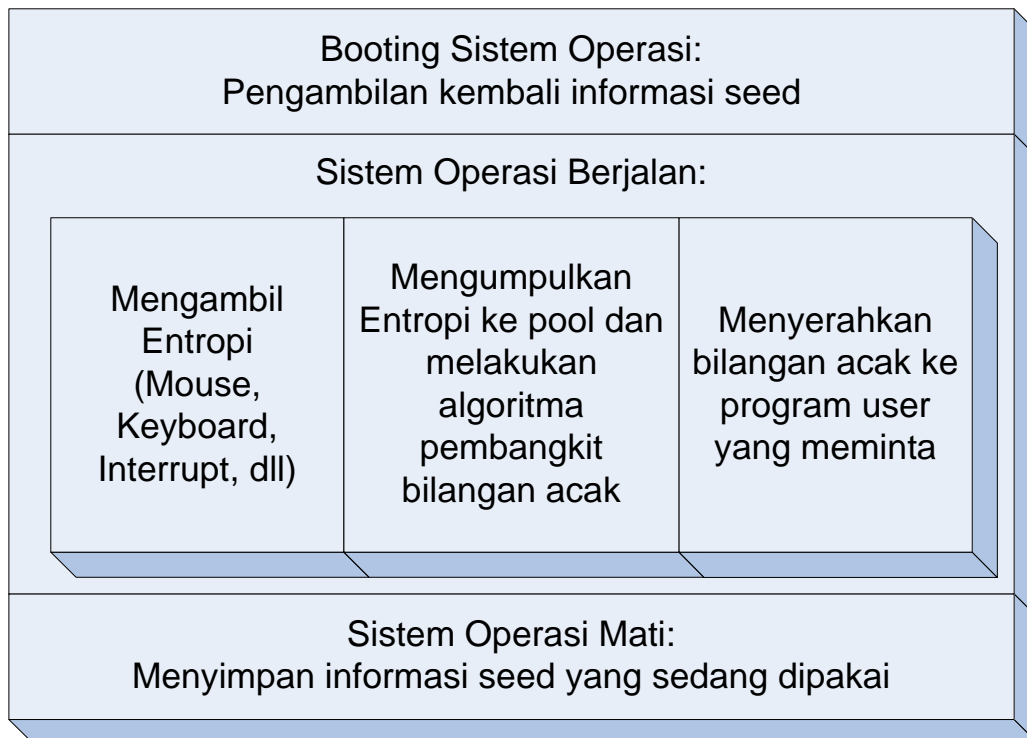 Booting Sistem Operasi:
Pengambilan kembali informasi seed
Sistem Operasi Berjalan:
Mengambil
Entropi
(Mouse,
Keyboard,
Interrupt, dll)
Mengumpulkan
Entropi ke pool dan
melakukan
algoritma
pembangkit
bilangan acak
Menyerahkan
bilangan acak ke
program user
yang meminta
Sistem Operasi Mati:
Menyimpan informasi seed yang sedang dipakai